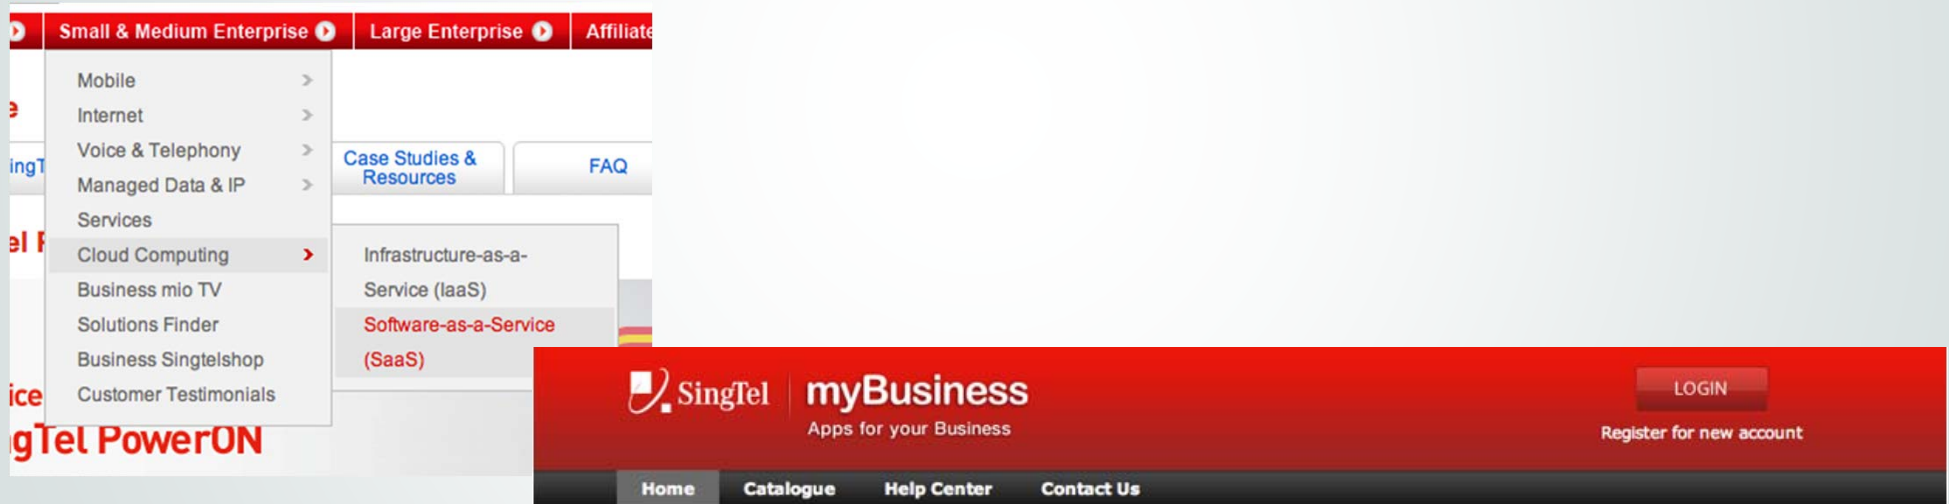 Small & Medium Enterprise
Large Enterprise
Affiliate
Mobile
Internet
Voice & Telephony
Managed Data & IP
Services
Cloud Computing
Business mio TV
Solutions Finder
Business Singtelshop
Customer Testimonials
Case Studies &
Resources
FAQ
Infrastructure-as-a-
Service (IaaS)
Software-as-a-Service
(SaaS)
gTel PowerON
SingTel
myBusiness
Apps for your Business
LOGIN
Register for new account
Home Catalogue Help Center Contact Us